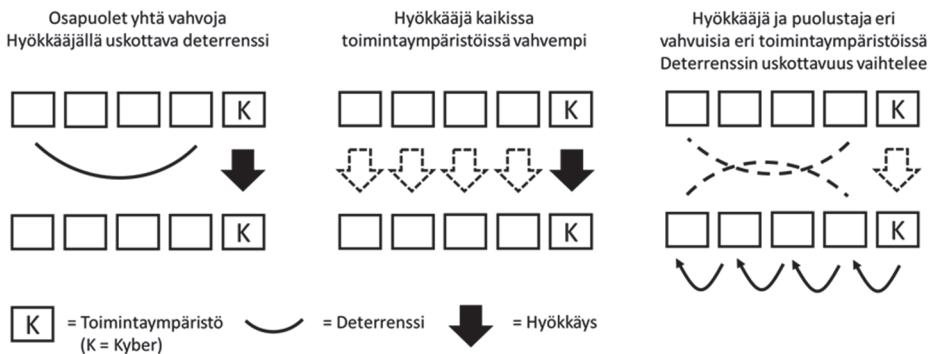 Osapuolet yhtä vahvoja
Hyökkääjällä uskottava deterrenssi
Hyökkääjä kaikissa
toimintaympäristöissä vahvempi
Hyökkääjä ja puolustaja eri
vahvuisia eri toimintaympäristöissä
Deterrenssin uskottavuus vaihtelee
K
K
K
K
K
K
K = Toimintaympäristö
(K = Kyber)
= Deterrenssi
= Hyökkäys